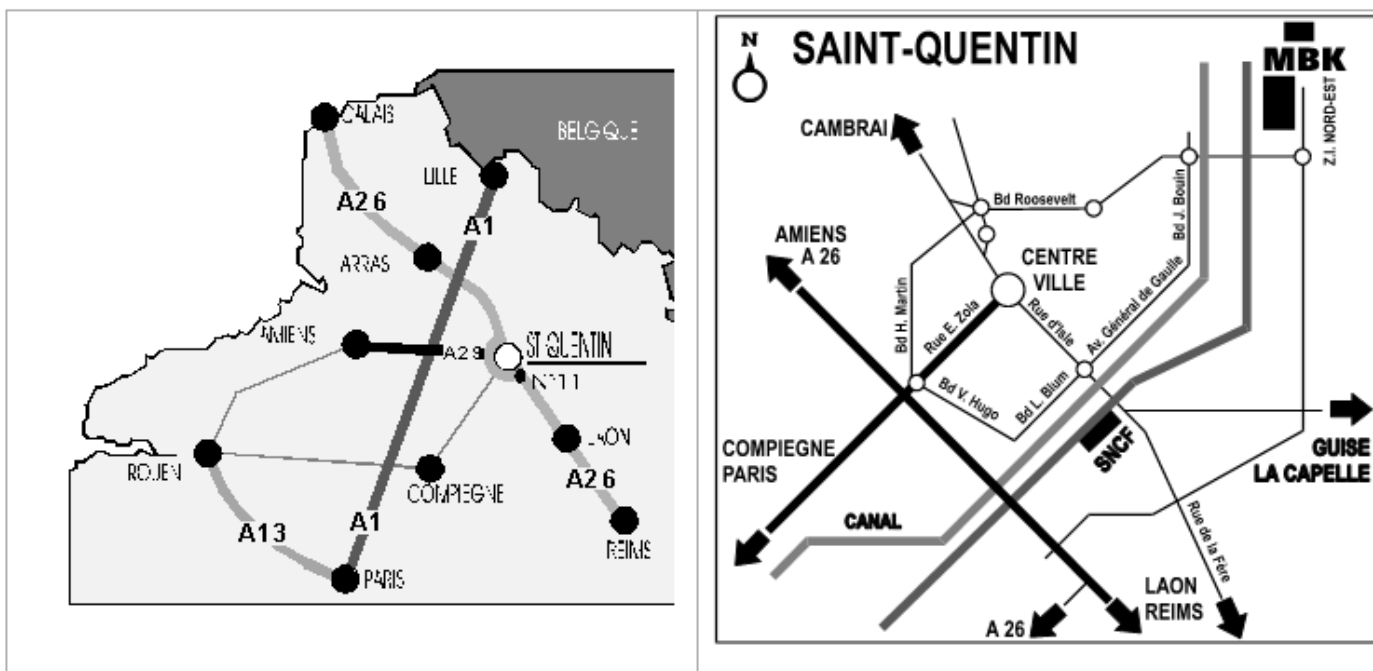 CALAIS
BELGIQUE
LILLE
A26
A1
ARRAS
AMIENS
A29
ST QUENTIN
LAON
ROUEN
COMPIEGNE
A26
A13
A1
REIMS
PARIS
N
SAINT-QUENTIN
MBK
Z.I. NORD-EST
CAMBRAI
Bd Roosevelt
Bd J. Bouin
AMIENS
A 26
CENTRE
VILLE
Bd H. Martin
Rue E. Zola
Rue d'Isle
Av. Général de Gaulle
Bd V. Hugo
Bd L. Blum
COMPIEGNE
PARIS
SNCF
GUISE
LA CAPELLE
CANAL
Rue de la Fère
LAON
REIMS
A 26